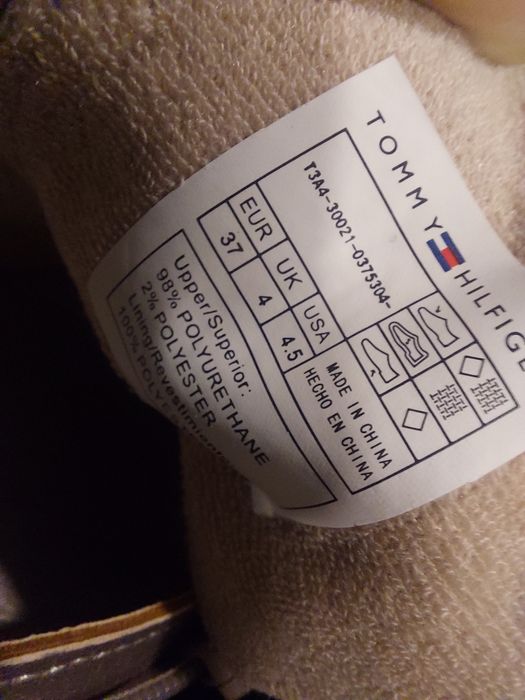 TOMMY HILFIGE
T3A4-30021-0375304-
EUR UK USA
37 4 4.5
MADE IN CHINA
HECHO EN CHINA
Upper/Superior:
98% POLYURETHANE
2% POLYESTER
100%